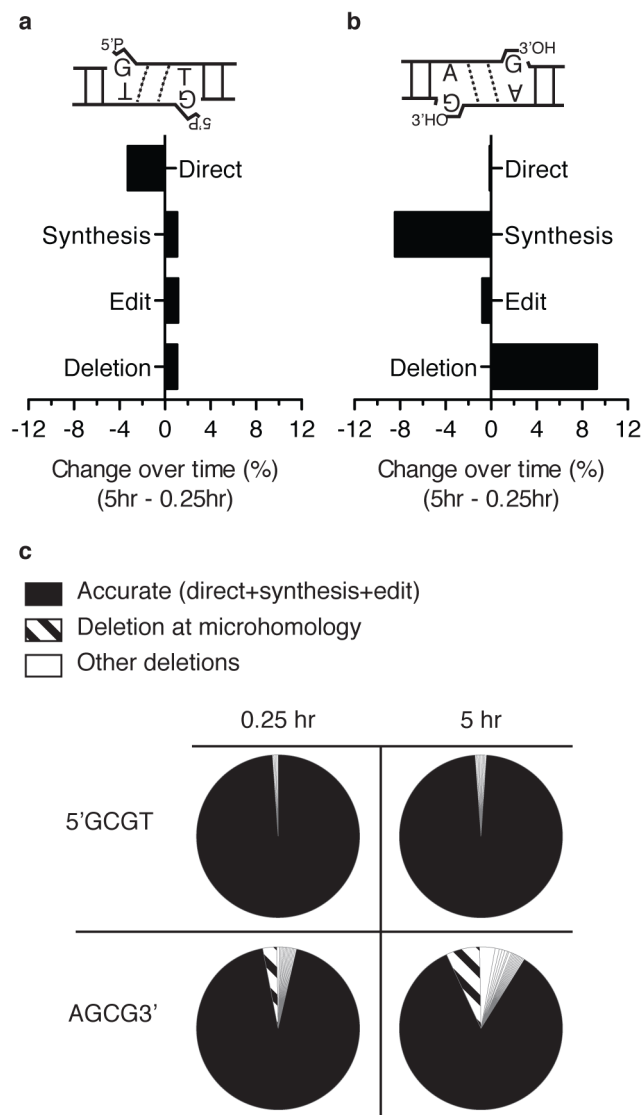 a
5'P
G
T
T
G
5'P
Direct
Synthesis
Edit
Deletion
-12 -8 -4 0 4 8 12
Change over time (%)
(5hr - 0.25hr)
b
3'OH
A
G
G
A
3'OH
Direct
Synthesis
Edit
Deletion
-12 -8 -4 0 4 8 12
Change over time (%)
(5hr - 0.25hr)
c
Accurate (direct+synthesis+edit)
Deletion at microhomology
Other deletions
0.25 hr 5 hr
5'GCGT
AGCG3'